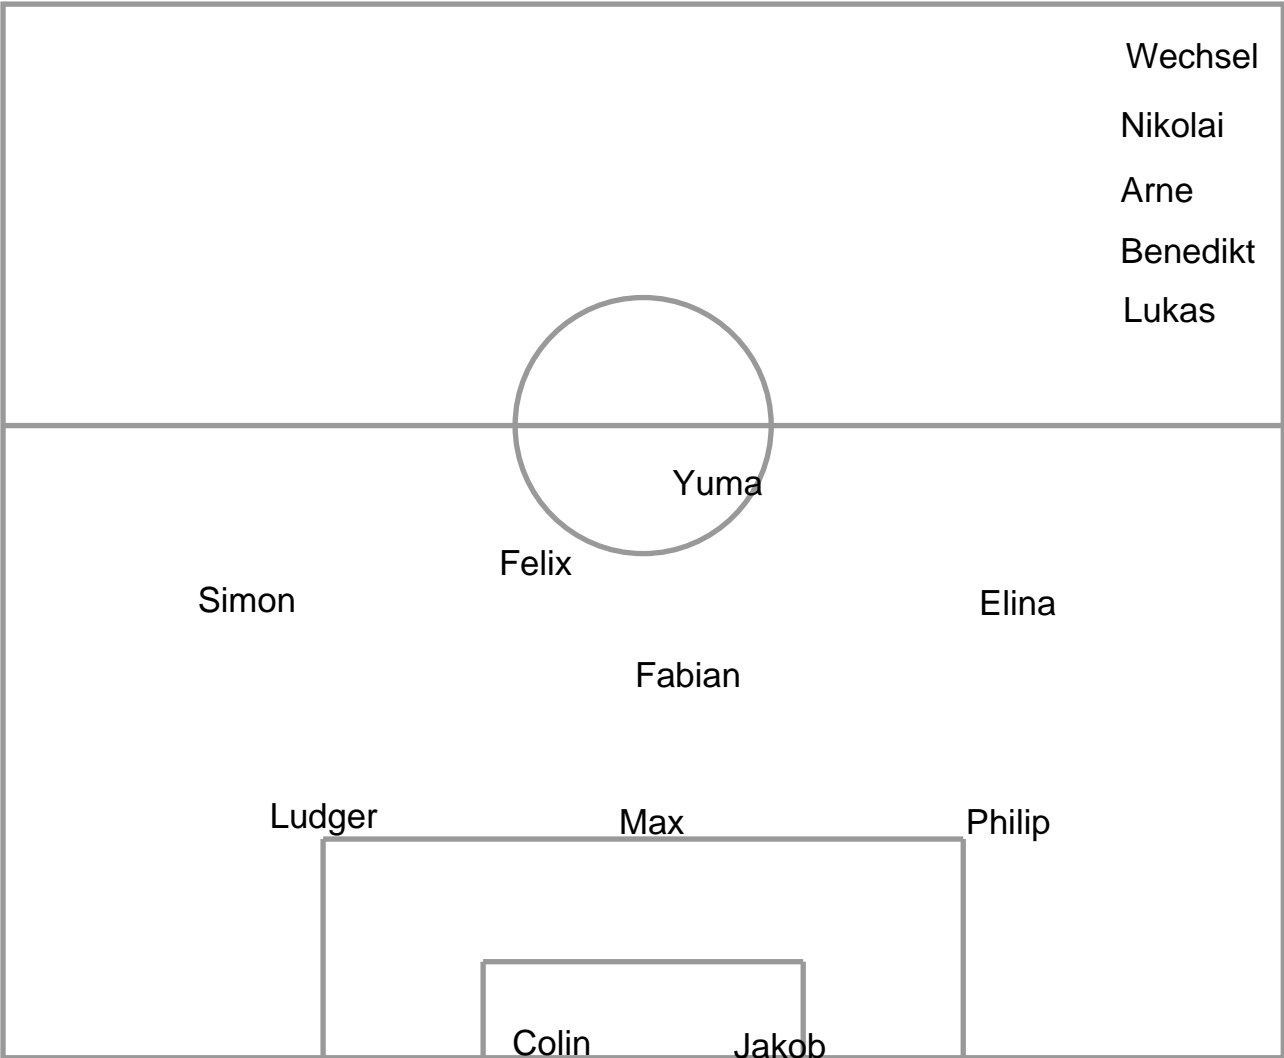 Wechsel
Nikolai
Arne
Benedikt
Lukas
Yuma
Felix
Simon
Elina
Fabian
Ludger
Max
Philip
Colin
Jakob